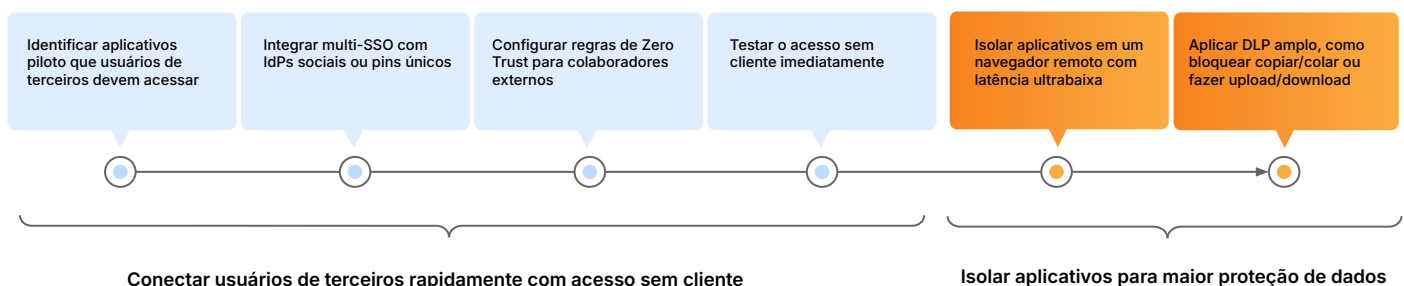 Identificar aplicativos
piloto que usuários de
terceiros devem acessar
Integrar multi-SSO com
IdPs sociais ou pins únicos
Configurar regras de Zero
Trust para colaboradores
externos
Testar o acesso sem
cliente imediatamente
Isolar aplicativos em um
navegador remoto com
latência ultrabaixa
Aplicar DLP amplo, como
bloquear copiar/colar ou
fazer upload/download
Conectar usuários de terceiros rapidamente com acesso sem cliente
Isolar aplicativos para maior proteção de dados